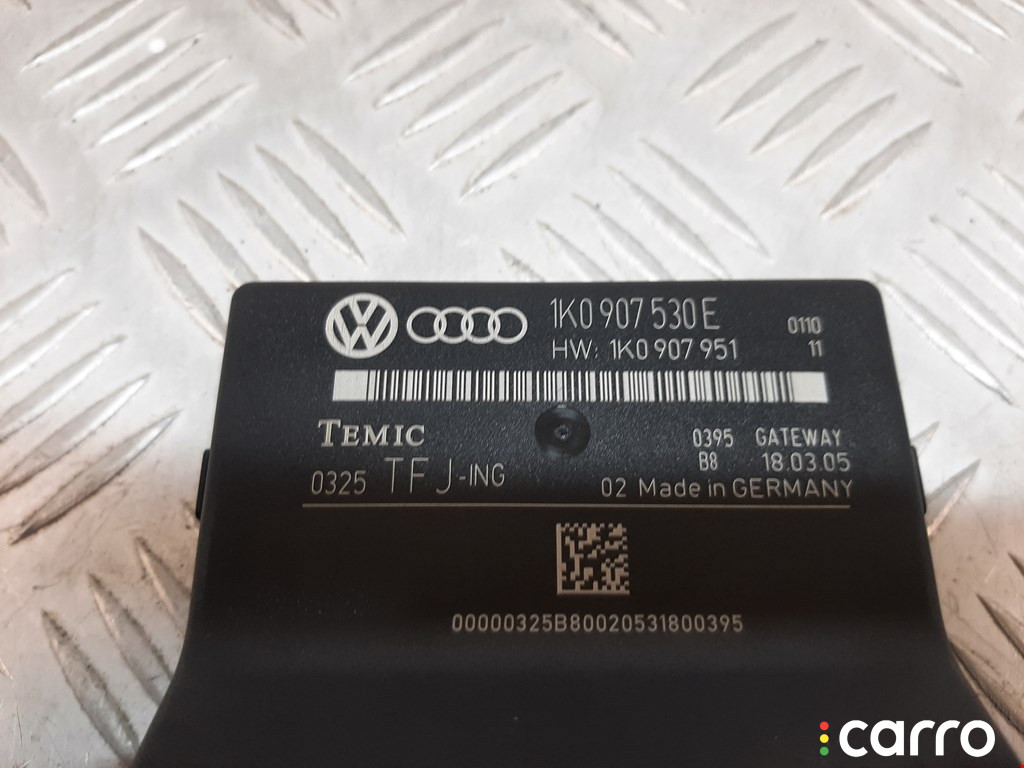 1K0 907 530 E
0110
HW: 1K0 907 951
11
TEMIC
0395 GATEWAY
B8 18.03.05
0325 TFJ-ING
02 Made in GERMANY
00000325B80020531800395
carro